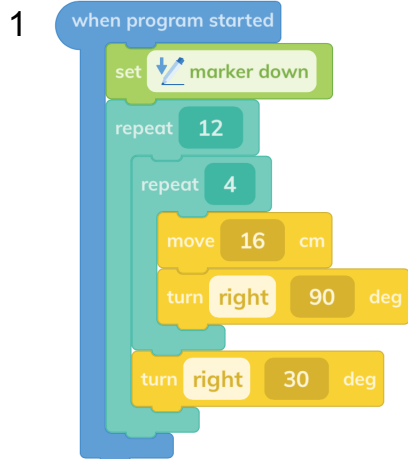 1 when program started
set marker down
repeat 12
repeat 4
move 16 cm
turn right 90 deg
turn right 30 deg